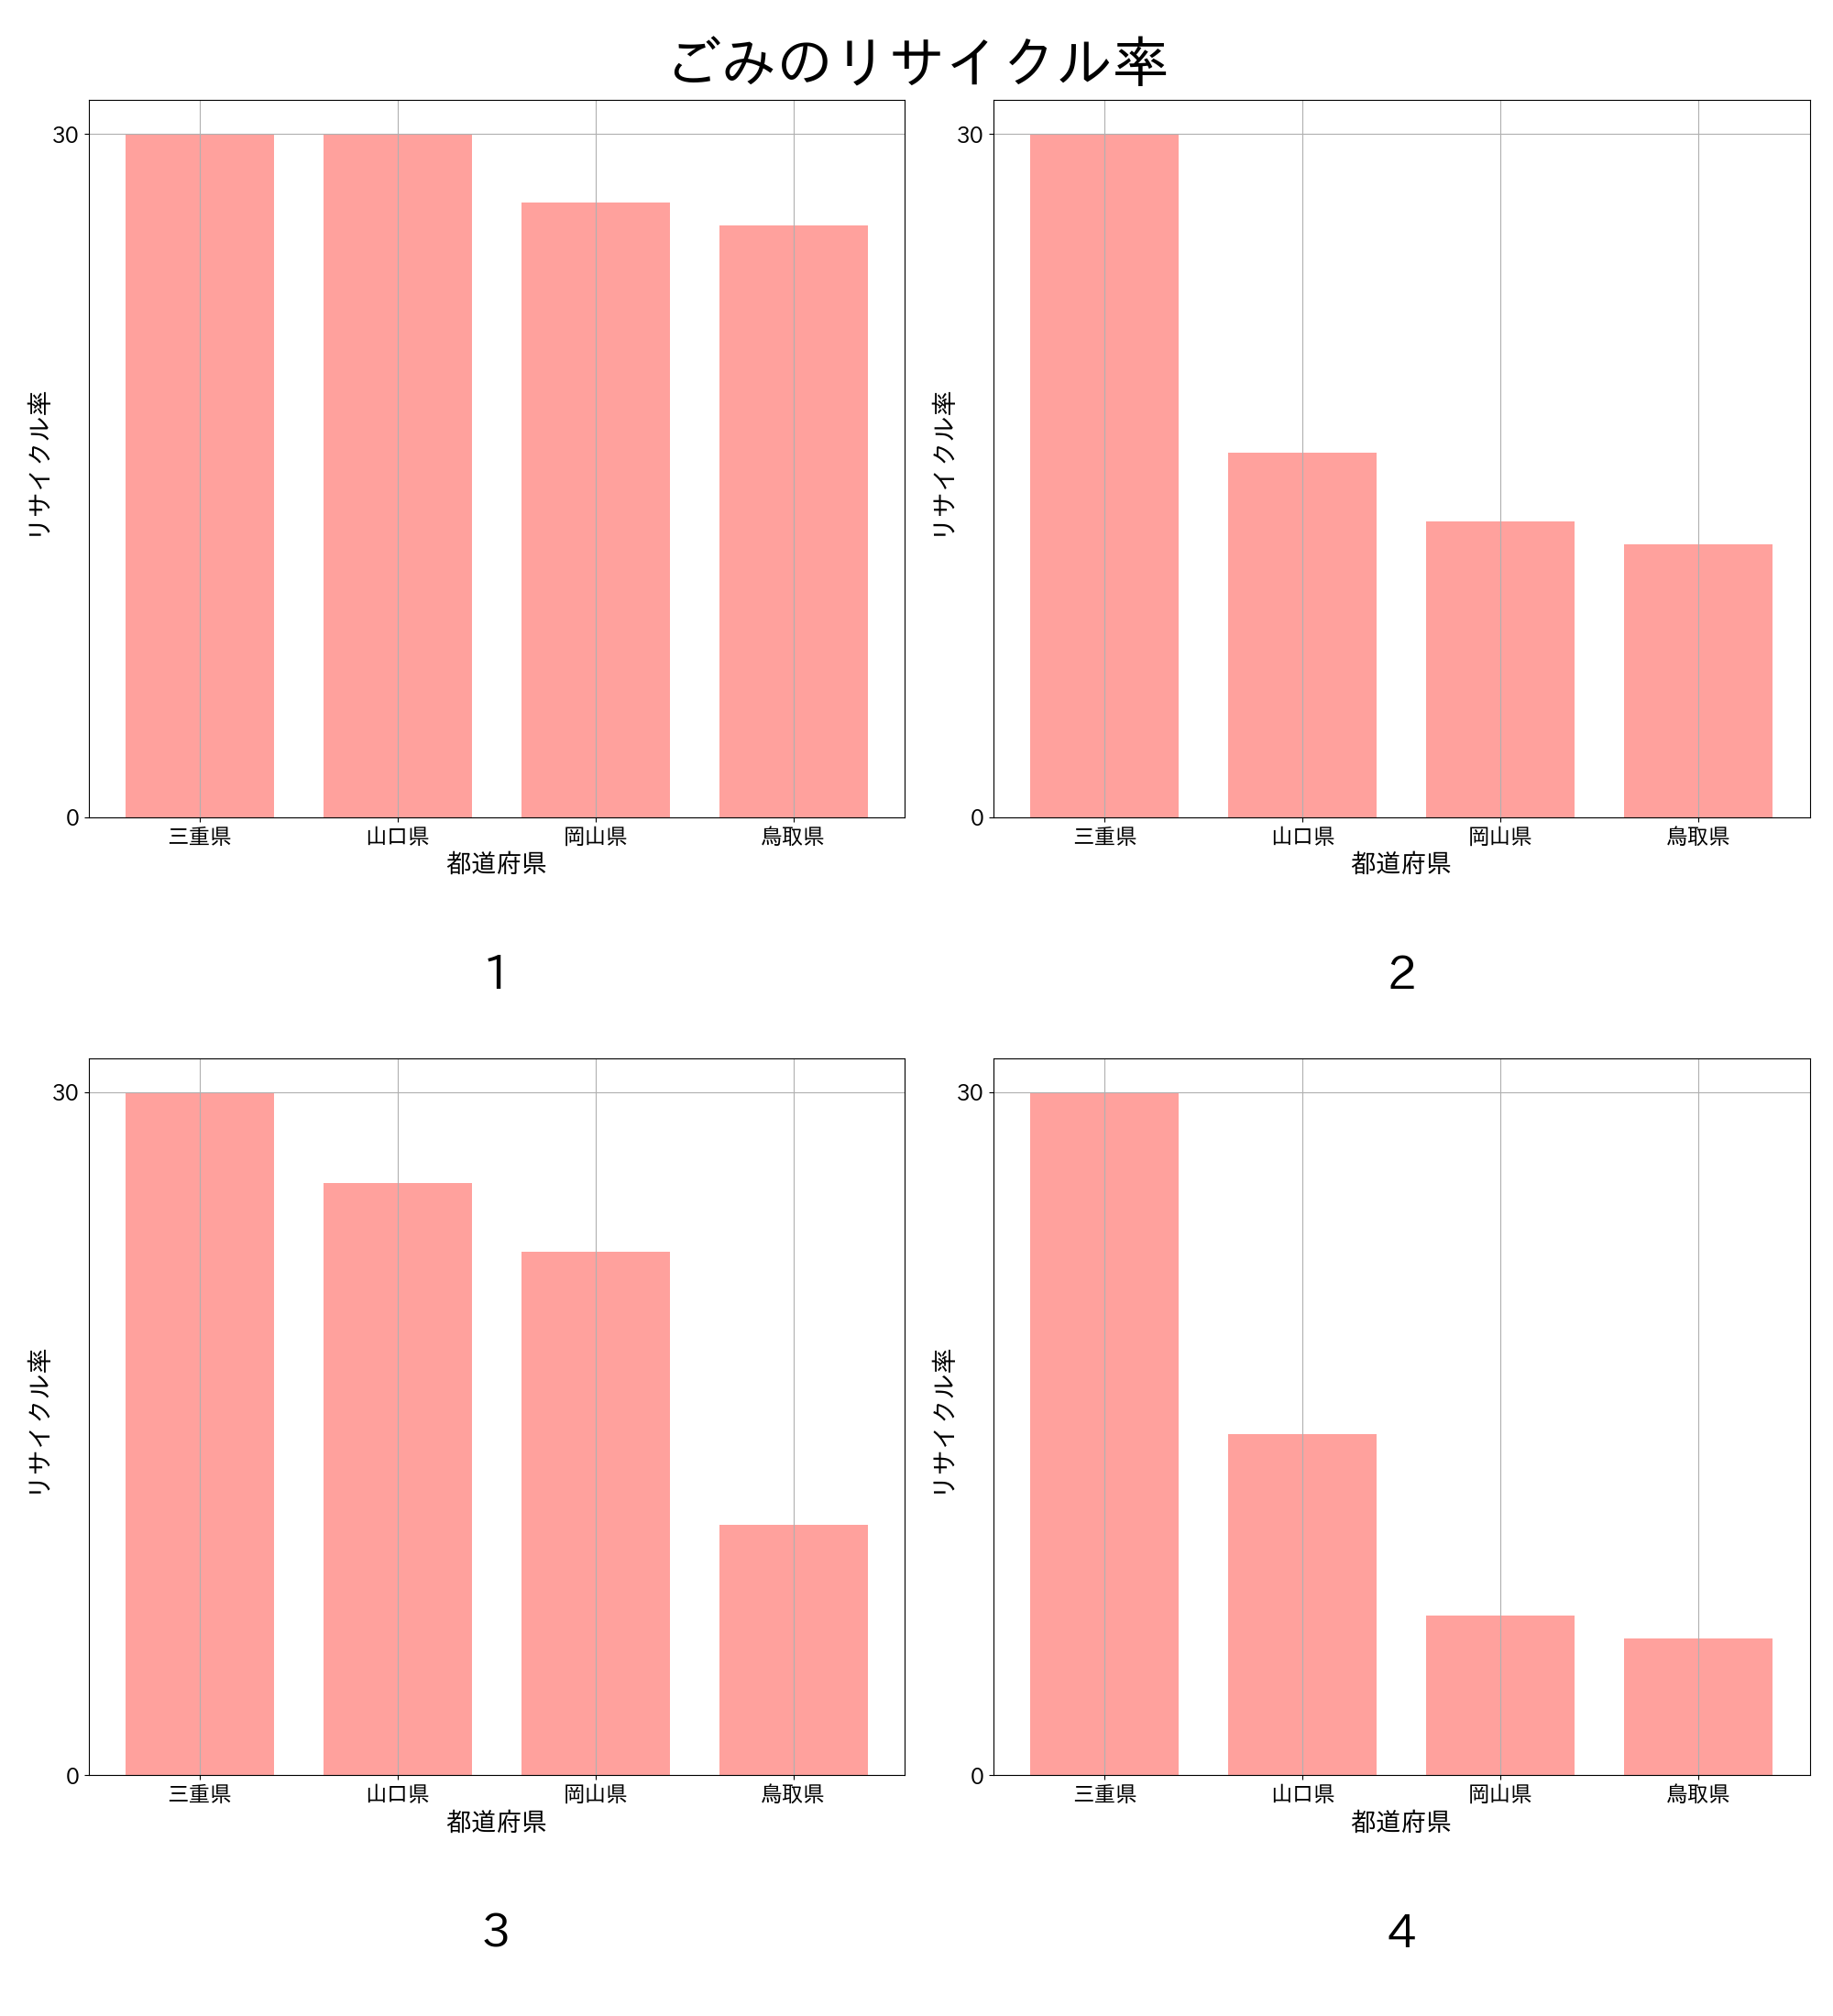 ごみのリサイクル率
30
0
リサイクル率
三重県 山口県 岡山県 鳥取県
都道府県
1
30
0
リサイクル率
三重県 山口県 岡山県 鳥取県
都道府県
2
30
0
リサイクル率
三重県 山口県 岡山県 鳥取県
都道府県
3
30
0
リサイクル率
三重県 山口県 岡山県 鳥取県
都道府県
4